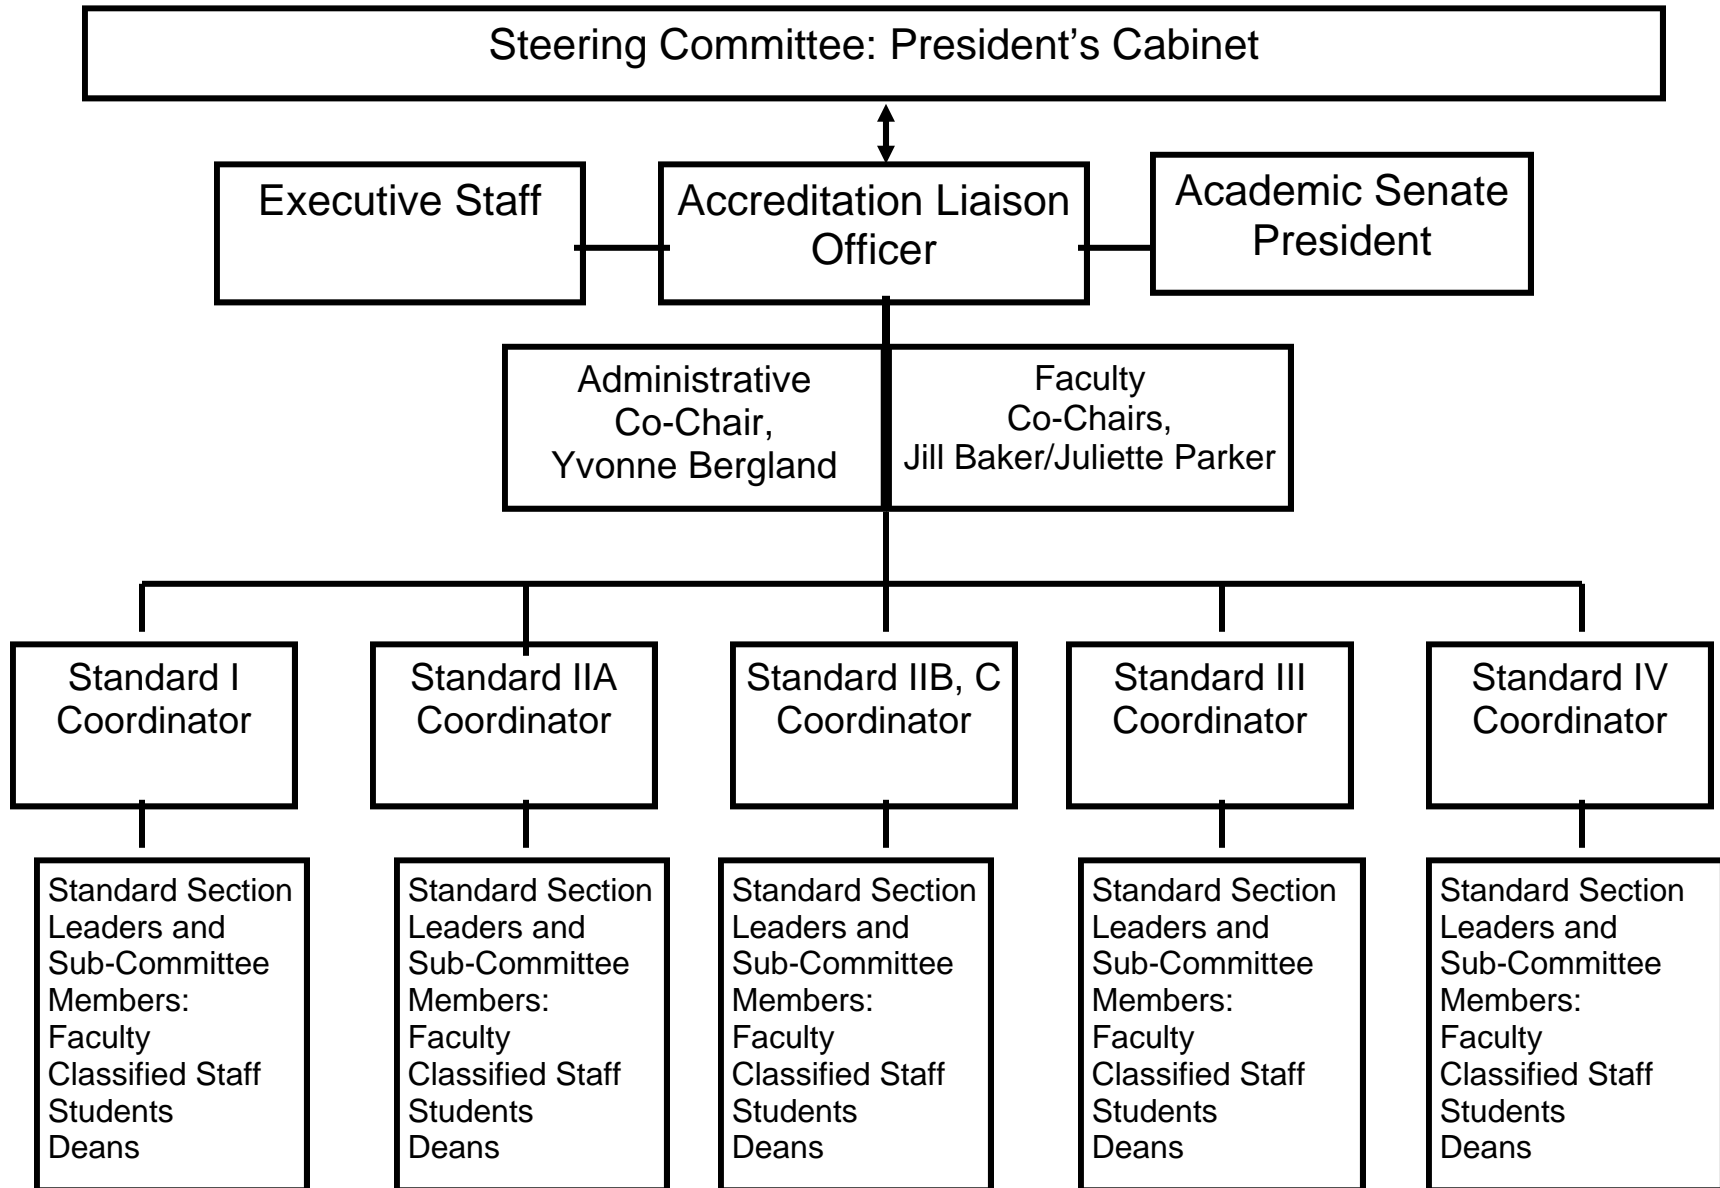 Steering Committee: President’s Cabinet
Executive Staff
Accreditation Liaison
Officer
Academic Senate
President
Administrative
Co-Chair,
Yvonne Bergland
Faculty
Co-Chairs,
Jill Baker/Juliette Parker
Standard I
Coordinator
Standard IIA
Coordinator
Standard IIB, C
Coordinator
Standard III
Coordinator
Standard IV
Coordinator
Standard Section
Leaders and
Sub-Committee
Members:
Faculty
Classified Staff
Students
Deans
Standard Section
Leaders and
Sub-Committee
Members:
Faculty
Classified Staff
Students
Deans
Standard Section
Leaders and
Sub-Committee
Members:
Faculty
Classified Staff
Students
Deans
Standard Section
Leaders and
Sub-Committee
Members:
Faculty
Classified Staff
Students
Deans
Standard Section
Leaders and
Sub-Committee
Members:
Faculty
Classified Staff
Students
Deans